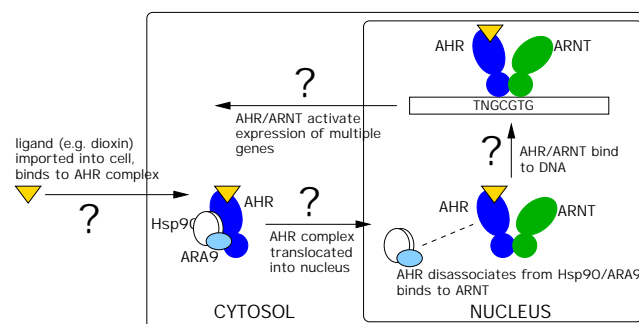 AHR
ARNT
TNGCGTG
?
AHR/ARNT activate
expression of multiple
genes
?
AHR/ARNT bind
to DNA
ligand (e.g. dioxin)
imported into cell,
binds to AHR complex
?
AHR
Hsp90
ARA9
?
AHR complex
translocated
into nucleus
AHR
ARNT
AHR disassociates from Hsp90/ARA9
binds to ARNT
CYTOSOL
NUCLEUS